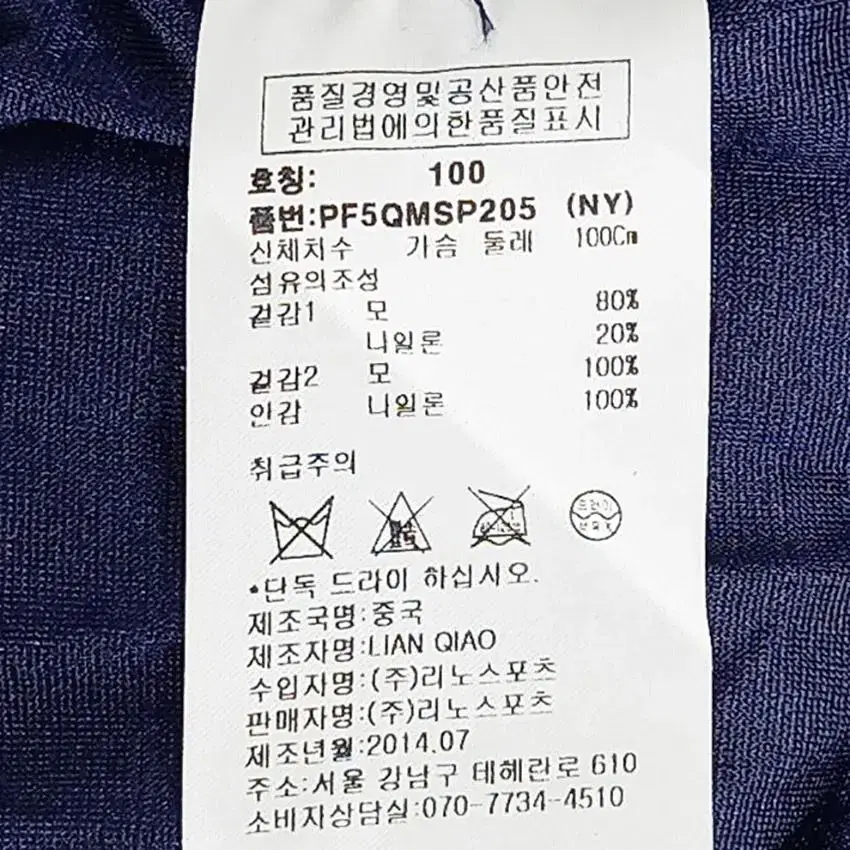 품질경영및공산품안전
관리법에의한품질표시
호칭: 100
품번:PF5QMSP205 (NY)
신체치수 가슴 둘레 100Cm
섬유의조성
겉감1 모 80%
나일론 20%
겉감2 모 100%
안감 나일론 100%
취급주의
드라이
•단독 드라이 하십시오.
제조국명:중국
제조자명:LIAN QIAO
수입자명:(주)리노스포츠
판매자명:(주)리노스포츠
제조년월:2014.07
주소:서울 강남구 테헤란로 610
소비자상담실:070-7734-4510